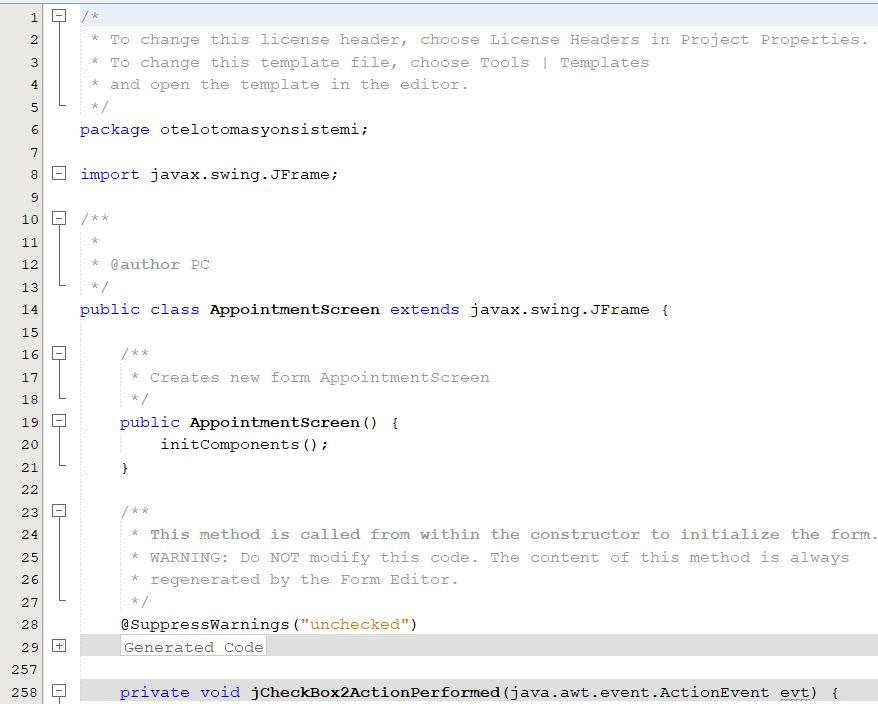 1 /*
2  * To change this license header, choose License Headers in Project Properties.
3  * To change this template file, choose Tools | Templates
4  * and open the template in the editor.
5  */
6 package otelotomasyonsistemi;
7
8 import javax.swing.JFrame;
9
10 /**
11  *
12  * @author PC
13  */
14 public class AppointmentScreen extends javax.swing.JFrame {
15
16     /**
17      * Creates new form AppointmentScreen
18      */
19     public AppointmentScreen() {
20         initComponents();
21     }
22
23     /**
24      * This method is called from within the constructor to initialize the form.
25      * WARNING: Do NOT modify this code. The content of this method is always
26      * regenerated by the Form Editor.
27      */
28     @SuppressWarnings("unchecked")
29     Generated Code
257
258     private void jCheckBox2ActionPerformed(java.awt.event.ActionEvent evt) {